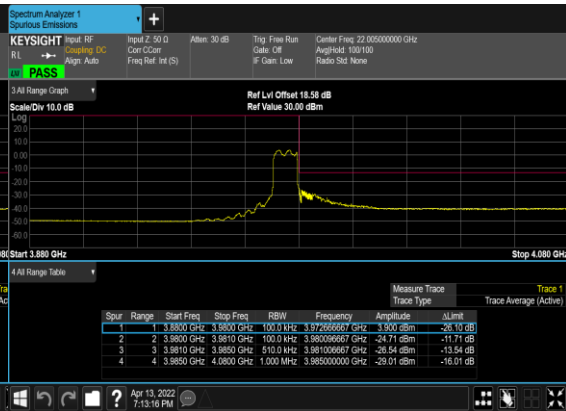 Spectrum Analyzer 1
Spurious Emissions
KEYSIGHT Input: RF Input Z: 50 Ω Atten: 30 dB Trig: Free Run Center Freq: 22.005000000 GHz
RL Coupling: DC Corr CCorr Gate: Off Avg|Hold: 100/100
Align: Auto Freq Ref: Int (S) IF Gain: Low Radio Std: None
LW PASS
3 All Range Graph
Ref Lvl Offset 18.58 dB
Scale/Div 10.0 dB Ref Value 30.00 dBm
Log
20.0
10.0
0.00
-10.0
-20.0
-30.0
-40.0
-50.0
-60.0
Start 3.880 GHz Stop 4.080 GHz
4 All Range Table
Measure Trace Trace 1
Trace Type Trace Average (Active)
Spur Range Start Freq Stop Freq RBW Frequency Amplitude ΔLimit
1 1 3.8800 GHz 3.9800 GHz 100.0 kHz 3.972666667 GHz 3.900 dBm -26.10 dB
2 2 3.9800 GHz 3.9810 GHz 100.0 kHz 3.980096667 GHz -24.71 dBm -11.71 dB
3 3 3.9810 GHz 3.9850 GHz 510.0 kHz 3.981006667 GHz -26.54 dBm -13.54 dB
4 4 3.9850 GHz 4.0800 GHz 1.000 MHz 3.985000000 GHz -29.01 dBm -16.01 dB
Apr 13, 2022
7:13:16 PM